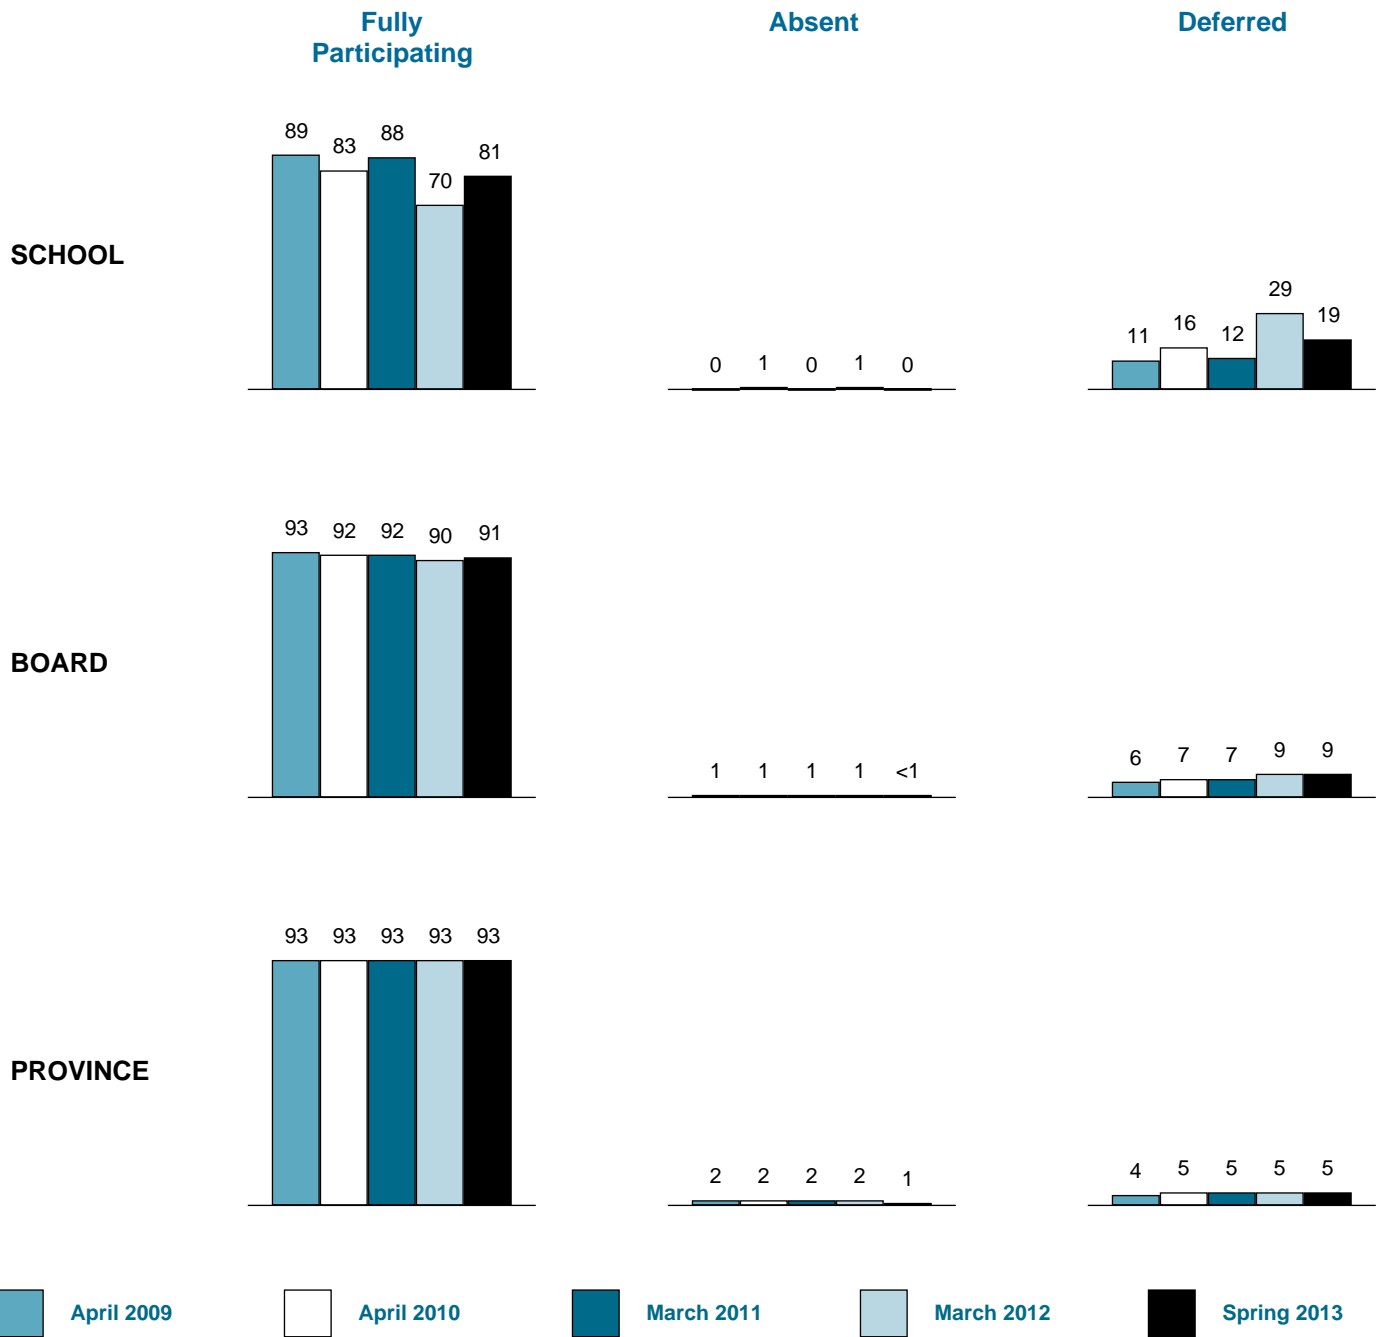 Fully
Participating
Absent
Deferred
SCHOOL
89 83 88 70 81
0 1 0 1 0
11 16 12 29 19
BOARD
93 92 92 90 91
1 1 1 1 <1
6 7 7 9 9
PROVINCE
93 93 93 93 93
2 2 2 2 1
4 5 5 5 5
April 2009
April 2010
March 2011
March 2012
Spring 2013